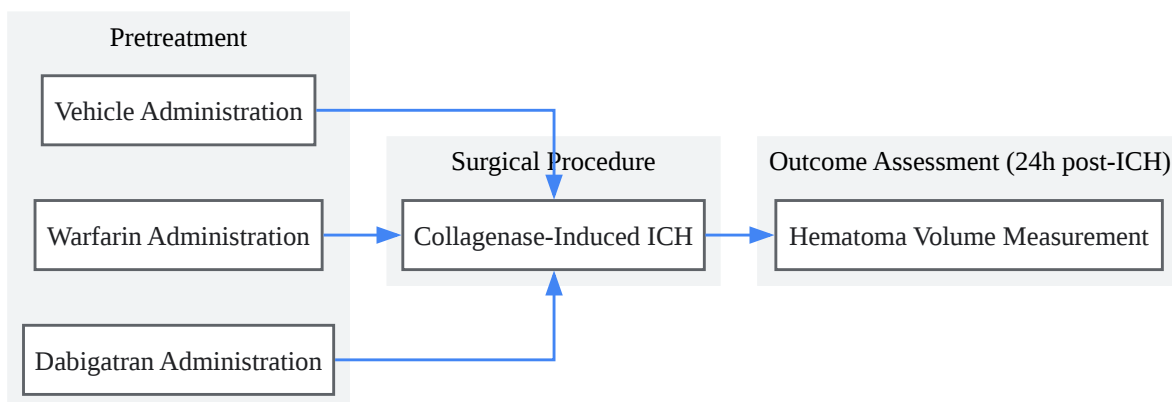 Pretreatment
Vehicle Administration
Warfarin Administration
Dabigatran Administration
Surgical Procedure
Collagenase-Induced ICH
Outcome Assessment (24h post-ICH)
Hematoma Volume Measurement